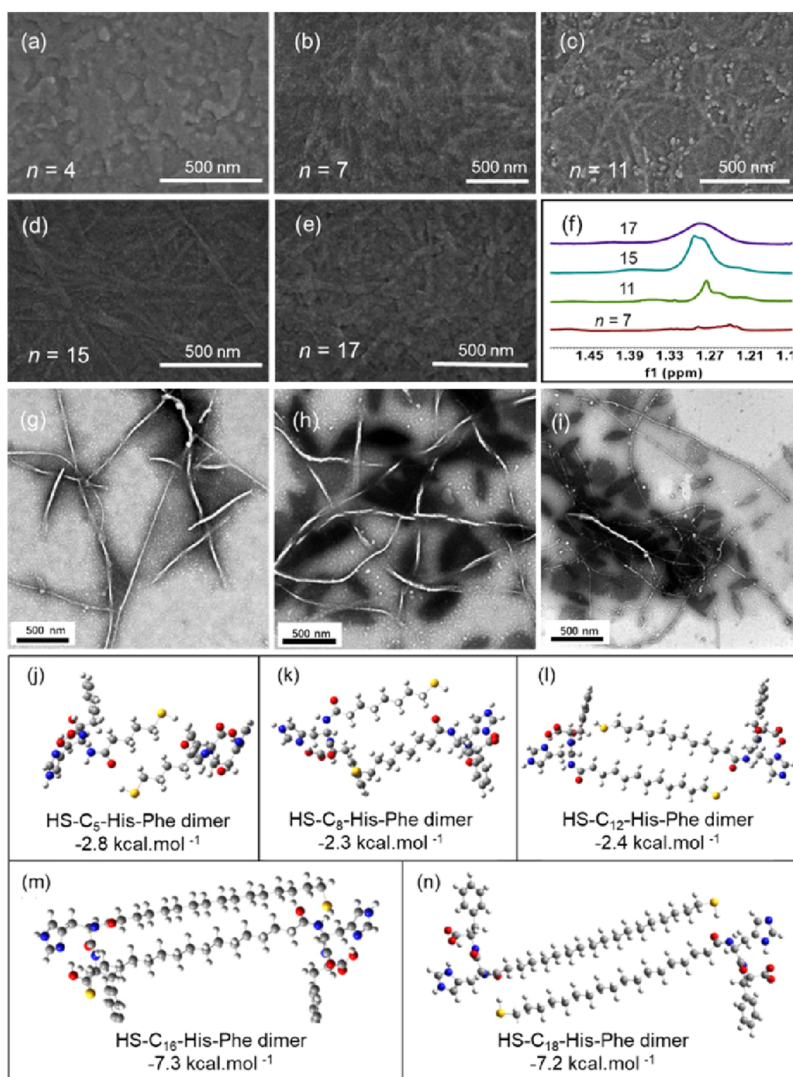 (a)
n = 4
500 nm
(b)
n = 7
500 nm
(c)
n = 11
500 nm
(d)
n = 15
500 nm
(e)
n = 17
500 nm
(f)
17
15
11
n = 7
1.45 1.39 1.33 1.27 1.21 1.1
f1 (ppm)
(g)
500 nm
(h)
500 nm
(i)
500 nm
(j)
HS-C₅-His-Phe dimer
-2.8 kcal.mol ⁻¹
(k)
HS-C₈-His-Phe dimer
-2.3 kcal.mol ⁻¹
(l)
HS-C₁₂-His-Phe dimer
-2.4 kcal.mol ⁻¹
(m)
HS-C₁₆-His-Phe dimer
-7.3 kcal.mol ⁻¹
(n)
HS-C₁₈-His-Phe dimer
-7.2 kcal.mol ⁻¹